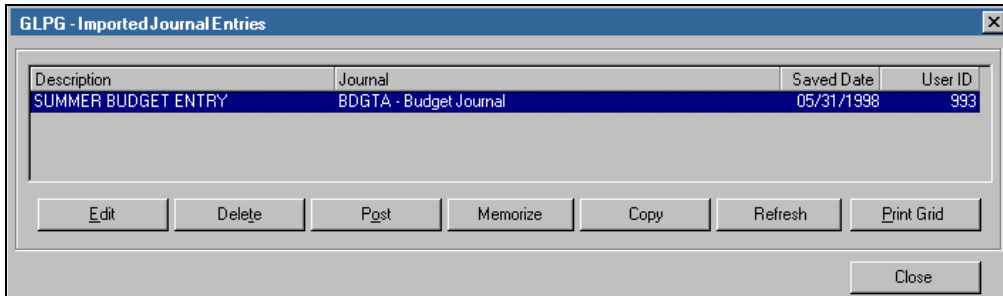 GLPG - Imported Journal Entries
Description Journal Saved Date User ID
SUMMER BUDGET ENTRY BDGTA - Budget Journal 05/31/1998 993
Edit Delete Post Memorize Copy Refresh Print Grid
Close